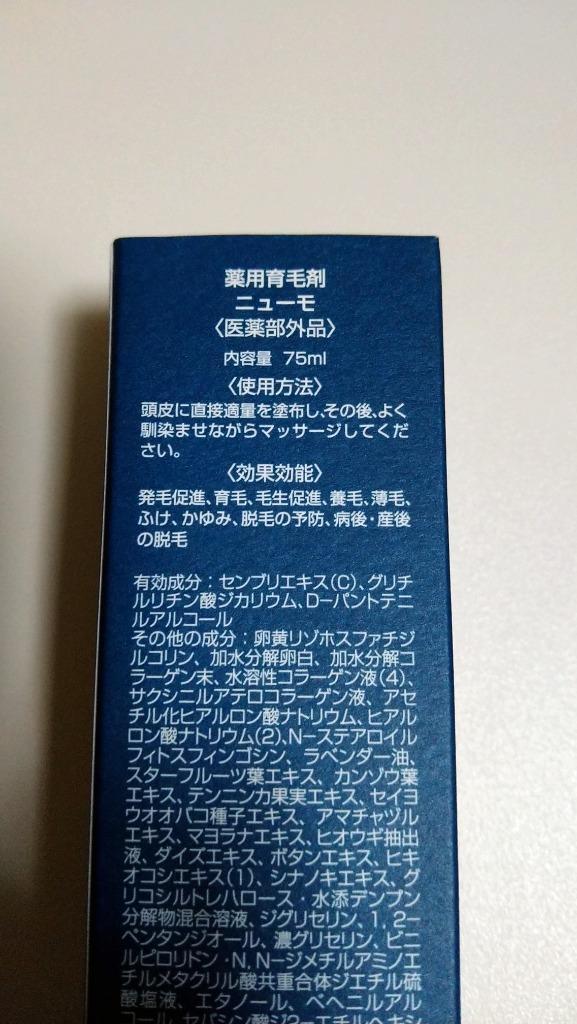 薬用育毛剤
ニューモ
〈医薬部外品〉
内容量 75ml
〈使用方法〉
頭皮に直接適量を塗布し、その後、よく
馴染ませながらマッサージしてくだ
さい。
〈効果効能〉
発毛促進、育毛、毛生促進、養毛、薄毛、
ふけ、かゆみ、脱毛の予防、病後・産後
の脱毛
有効成分：センブリエキス(C)、グリチ
ルリチン酸ジカリウム、D-パントテニ
ルアルコール
その他の成分：卵黄リゾホスファチジ
ルコリン、加水分解卵白、加水分解コ
ラーゲン末、水溶性コラーゲン液(4)、
サクシニルアテロコラーゲン液、アセ
チル化ヒアルロン酸ナトリウム、ヒアル
ロン酸ナトリウム(2)、N-ステアロイル
フィトスフィンゴシン、ラベンダー油、
スターフルーツ葉エキス、カンゾウ葉
エキス、テンニンカ果実エキス、セイヨ
ウオオバコ種子エキス、アマチャヅル
エキス、マヨラナエキス、ヒオウギ抽出
液、ダイズエキス、ボタンエキス、ヒキ
オコシエキス(1)、シナノキエキス、グ
リコシルトレハロース・水添デンプン
分解物混合溶液、ジグリセリン、1,2-
ペンタンジオール、濃グリセリン、ビニ
ルピロリドン・N,N-ジメチルアミノエ
チルメタクリル酸共重合体ジエチル硫
酸塩液、エタノール、ベヘニルアル
コール、セバシン酸ジ2-エチルヘキシ